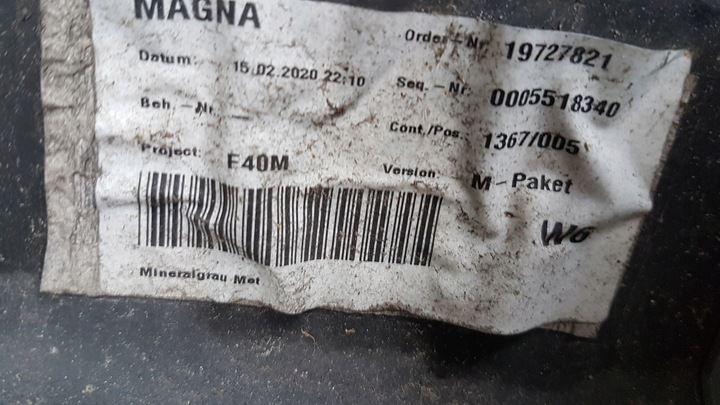 MAGNA
Order-Nr. 19727821
Datum: 15.02.2020 22:10
Seq.-Nr. 0005518340
Beh.-Nr. —
Cont./Pos.: 1367/005
Project: F40M
Version: M-Paket
W6
Mineralgrau Met